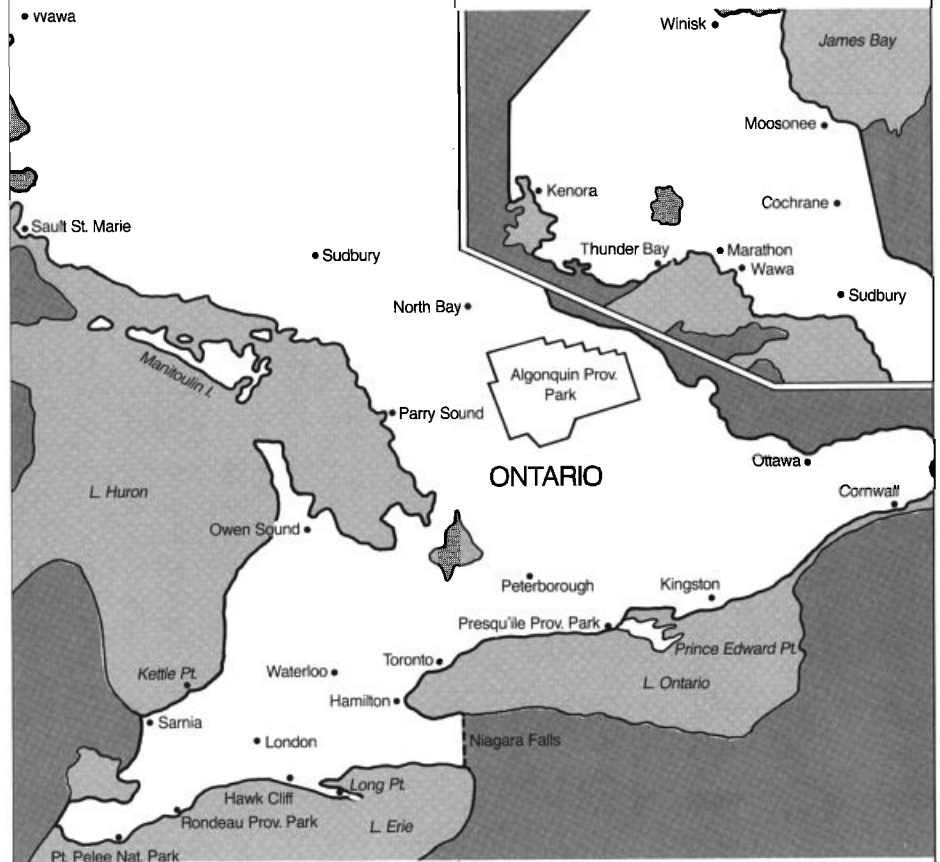 Wawa
Winisk
James Bay
Moosonee
Kenora
Cochrane
Sault St. Marie
Thunder Bay
Marathon
Wawa
Sudbury
Sudbury
North Bay
Manitoulin I.
Algonquin Prov.
Park
Parry Sound
ONTARIO
Ottawa
L. Huron
Cornwall
Owen Sound
Peterborough
Kingston
Presqu'ile Prov. Park
Prince Edward Pt.
Toronto
Kettle Pt.
Waterloo
L. Ontario
Hamilton
Sarnia
London
Niagara Falls
Long Pt.
Hawk Cliff
Rondeau Prov. Park
L. Erie
Pt. Pelee Nat. Park